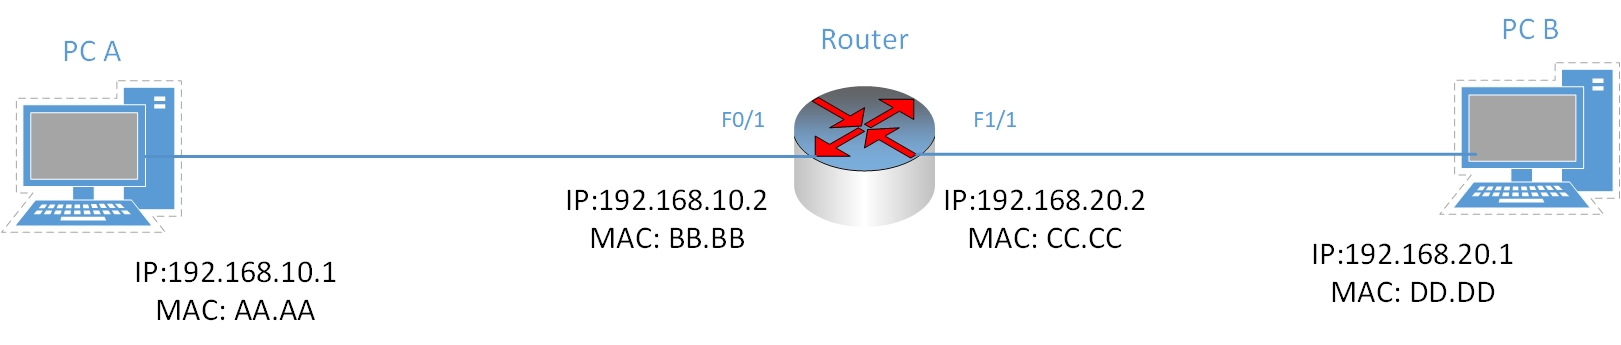 PC A
Router
PC B
F0/1
F1/1
IP:192.168.10.2
MAC: BB.BB
IP:192.168.20.2
MAC: CC.CC
IP:192.168.10.1
MAC: AA.AA
IP:192.168.20.1
MAC: DD.DD